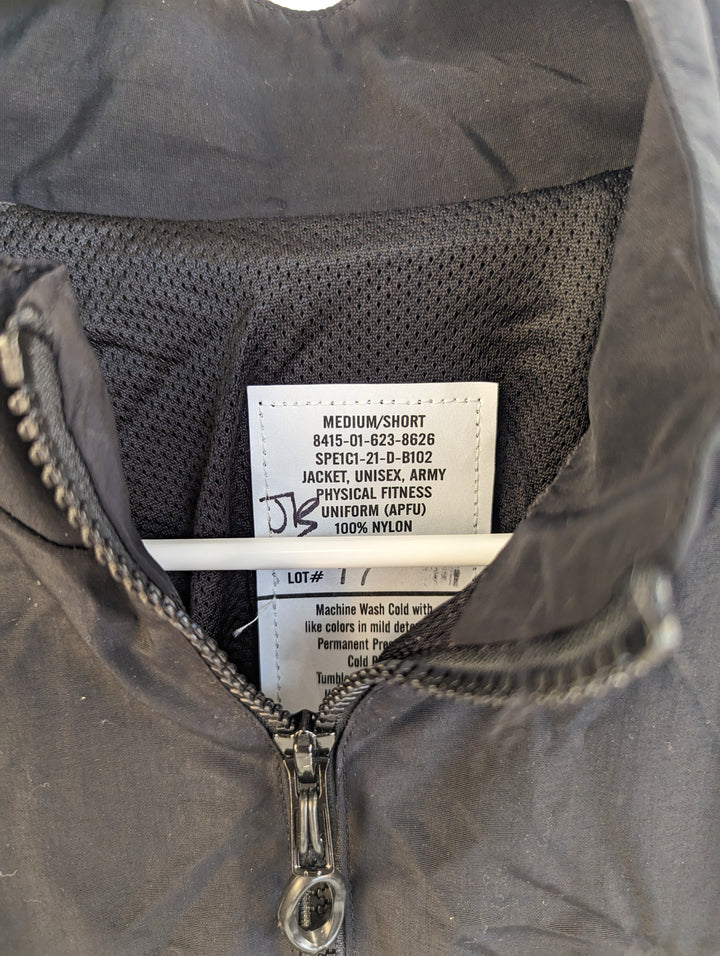 MEDIUM/SHORT
8415-01-623-8626
SPE1C1-21-D-B102
JACKET, UNISEX, ARMY
PHYSICAL FITNESS
UNIFORM (APFU)
100% NYLON
LOT# 17
Machine Wash Cold with
like colors in mild
Permanent
Cold